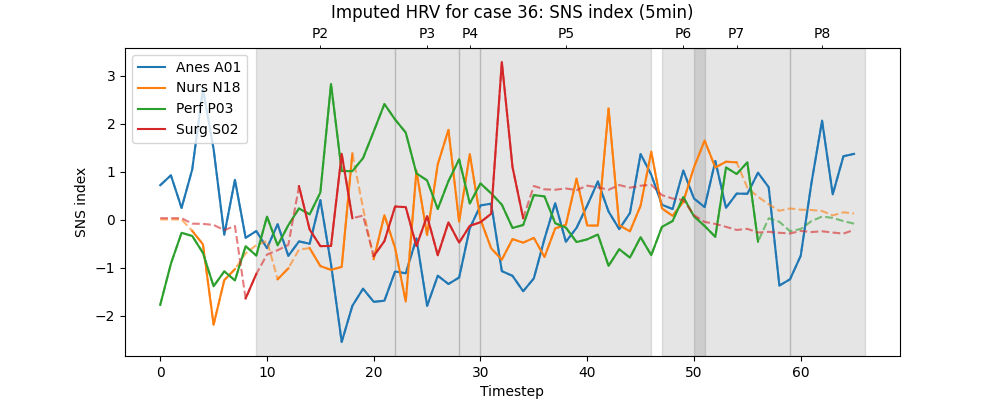 Imputed HRV for case 36: SNS index (5min)
P2 P3 P4 P5 P6 P7 P8
Anes A01
Nurs N18
Perf P03
Surg S02
3
2
1
0
−1
−2
SNS index
0 10 20 30 40 50 60
Timestep